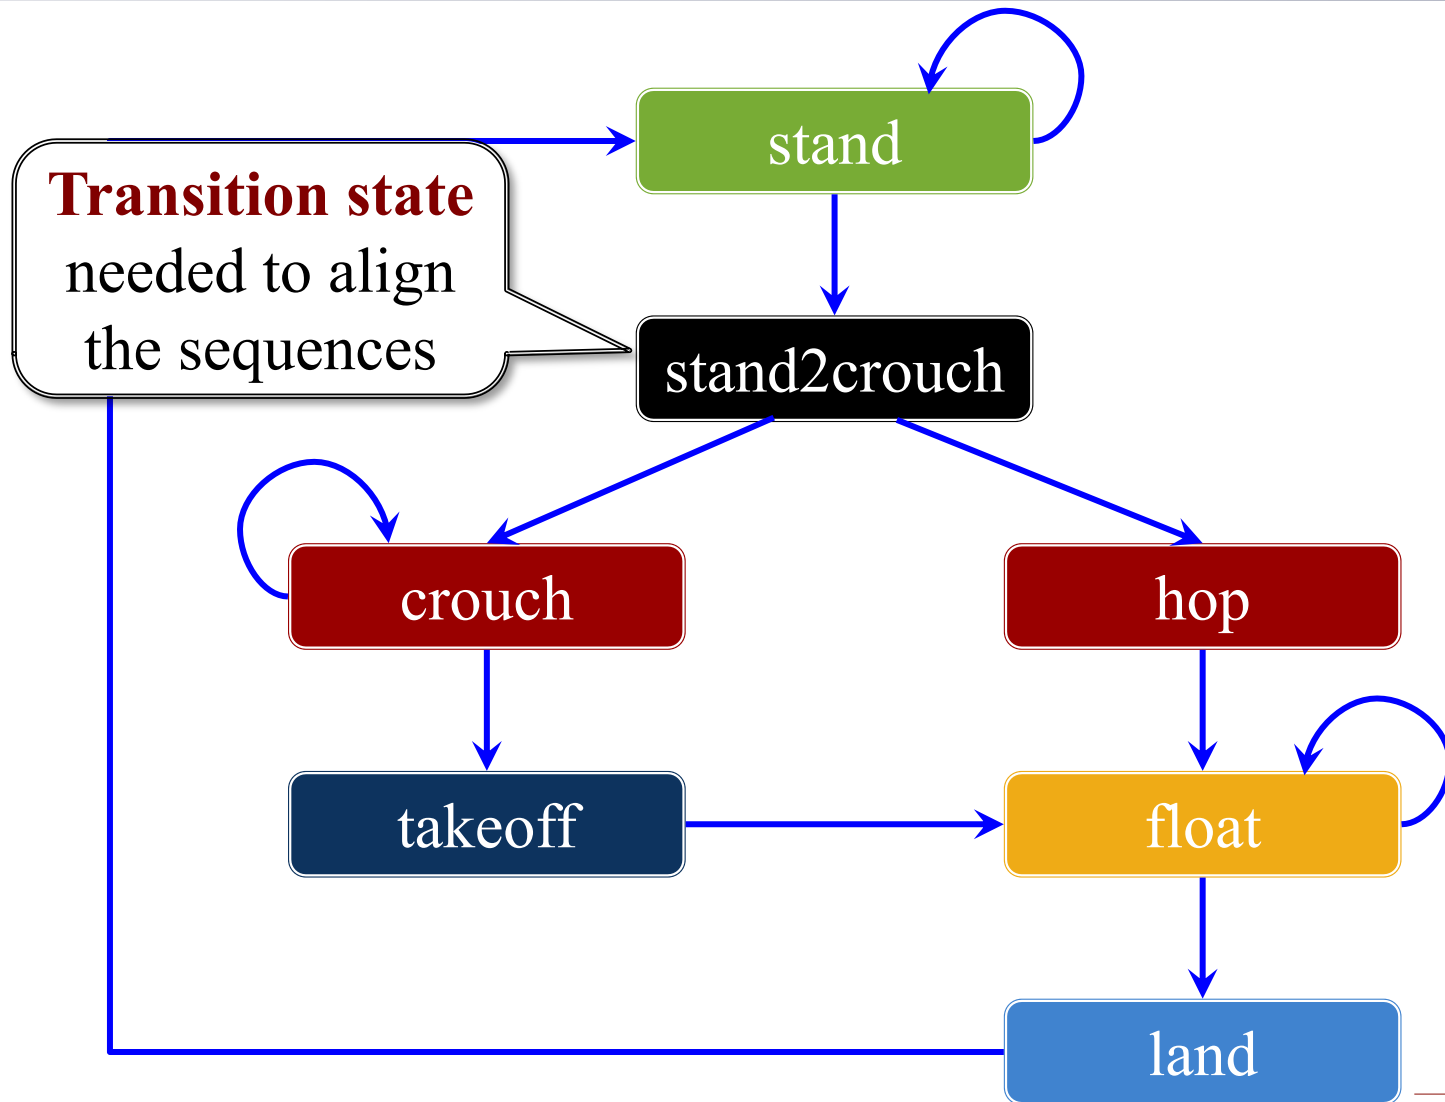 stand
Transition state
needed to align
the sequences
stand2crouch
crouch
hop
takeoff
float
land